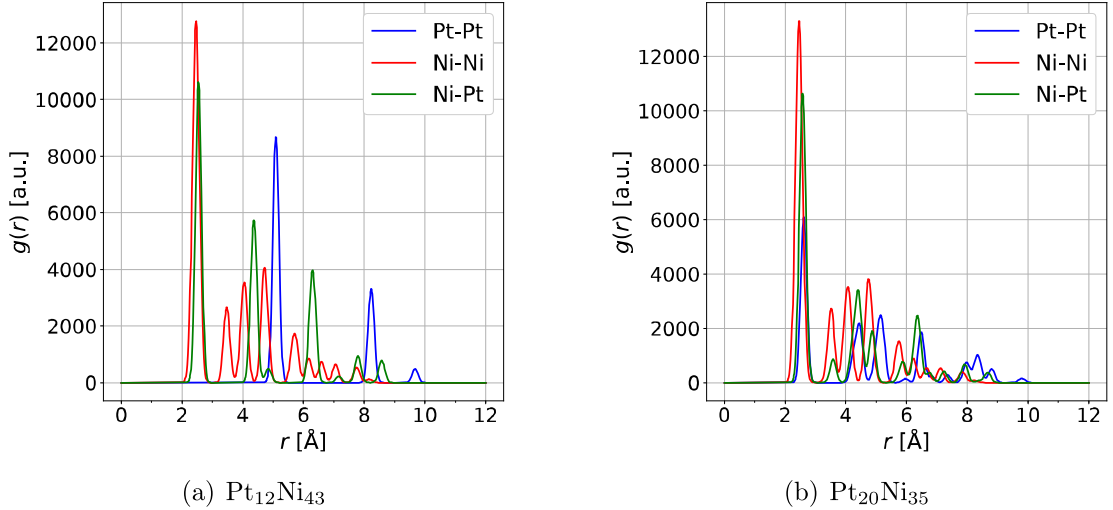 12000
10000
8000
6000
4000
2000
0
g(r) [a.u.]
0 2 4 6 8 10 12
r [Å]
Pt-Pt
Ni-Ni
Ni-Pt
(a) Pt₁₂Ni₄₃
12000
10000
8000
6000
4000
2000
0
g(r) [a.u.]
0 2 4 6 8 10 12
r [Å]
Pt-Pt
Ni-Ni
Ni-Pt
(b) Pt₂₀Ni₃₅